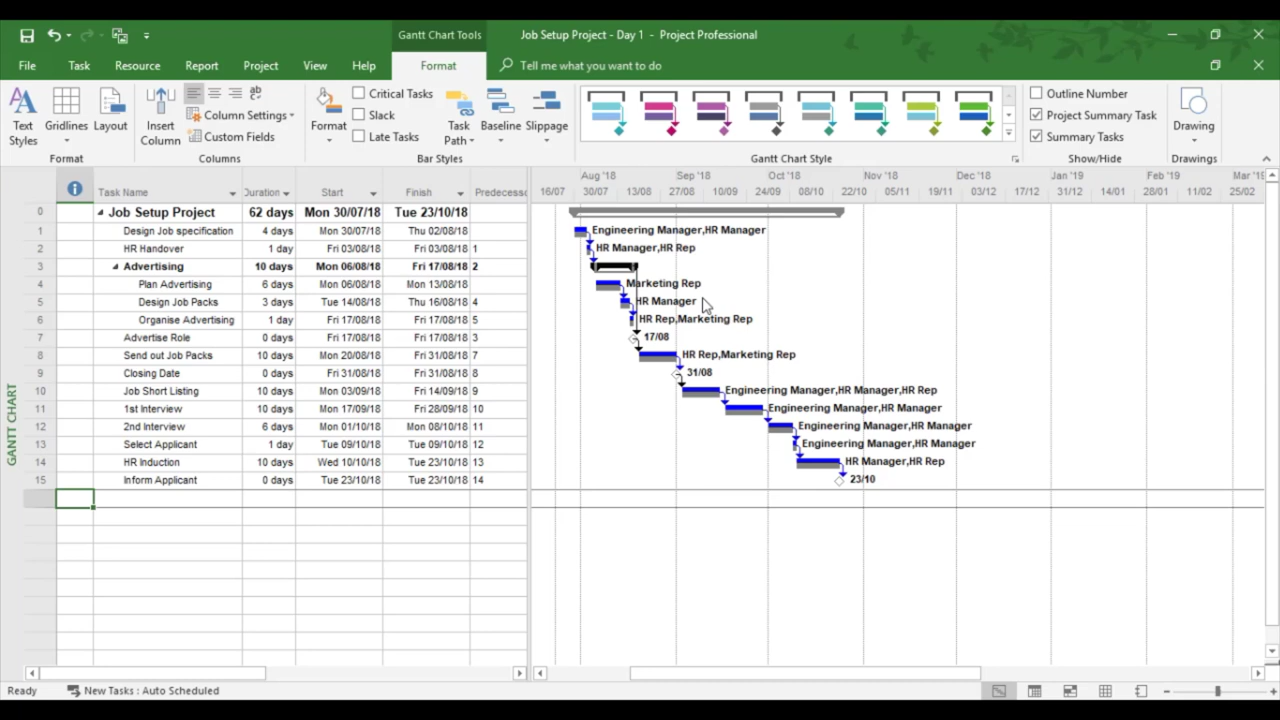 Gantt Chart Tools
Job Setup Project - Day 1 - Project Professional
File Task Resource Report Project View Help Format Tell me what you want to do
Text Styles
Gridlines
Layout
Format
Insert Column
Column Settings
Custom Fields
Columns
Format
Critical Tasks
Slack
Late Tasks
Task Path
Baseline
Slippage
Bar Styles
Gantt Chart Style
Outline Number
Project Summary Task
Summary Tasks
Show/Hide
Drawing
Drawings
Task Name Duration Start Finish Predecesso
Aug '18 Sep '18 Oct '18 Nov '18 Dec '18 Jan '19 Feb '19 Mar '19
16/07 30/07 13/08 27/08 10/09 24/09 08/10 22/10 05/11 19/11 03/12 17/12 31/12 14/01 28/01 11/02 25/02
0 Job Setup Project 62 days Mon 30/07/18 Tue 23/10/18
1 Design Job specification 4 days Mon 30/07/18 Thu 02/08/18 Engineering Manager,HR Manager
2 HR Handover 1 day Fri 03/08/18 Fri 03/08/18 1 HR Manager,HR Rep
3 Advertising 10 days Mon 06/08/18 Fri 17/08/18 2
4 Plan Advertising 6 days Mon 06/08/18 Mon 13/08/18 Marketing Rep
5 Design Job Packs 3 days Tue 14/08/18 Thu 16/08/18 4 HR Manager
6 Organise Advertising 1 day Fri 17/08/18 Fri 17/08/18 5 HR Rep,Marketing Rep
7 Advertise Role 0 days Fri 17/08/18 Fri 17/08/18 3 17/08
8 Send out Job Packs 10 days Mon 20/08/18 Fri 31/08/18 7 HR Rep,Marketing Rep
9 Closing Date 0 days Fri 31/08/18 Fri 31/08/18 8 31/08
10 Job Short Listing 10 days Mon 03/09/18 Fri 14/09/18 9 Engineering Manager,HR Manager,HR Rep
11 1st Interview 10 days Mon 17/09/18 Fri 28/09/18 10 Engineering Manager,HR Manager
12 2nd Interview 6 days Mon 01/10/18 Mon 08/10/18 11 Engineering Manager,HR Manager
13 Select Applicant 1 day Tue 09/10/18 Tue 09/10/18 12 Engineering Manager,HR Manager
14 HR Induction 10 days Wed 10/10/18 Tue 23/10/18 13 HR Manager,HR Rep
15 Inform Applicant 0 days Tue 23/10/18 Tue 23/10/18 14 23/10
GANTT CHART
Ready New Tasks : Auto Scheduled